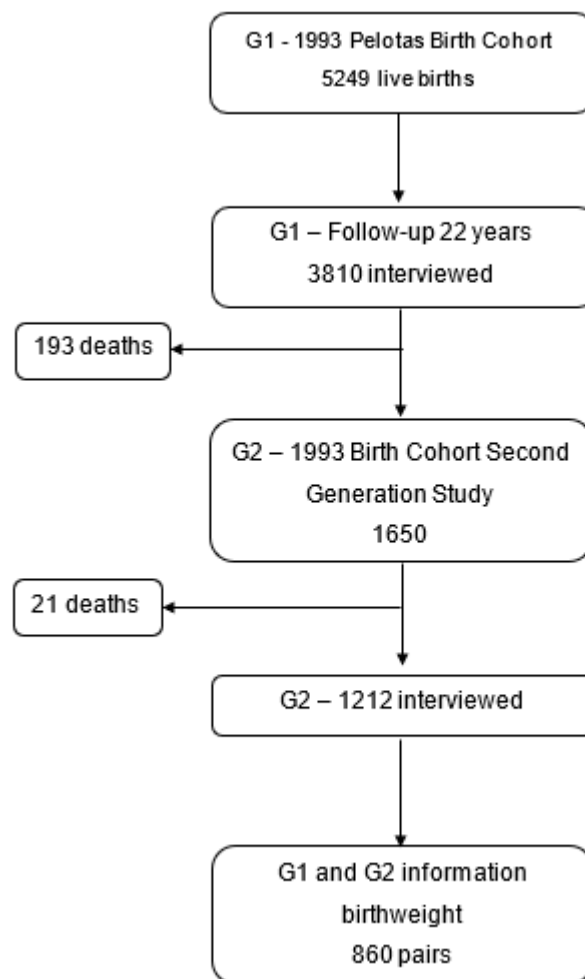 G1 - 1993 Pelotas Birth Cohort
5249 live births
G1 – Follow-up 22 years
3810 interviewed
193 deaths
G2 – 1993 Birth Cohort Second
Generation Study
1650
21 deaths
G2 – 1212 interviewed
G1 and G2 information
birthweight
860 pairs